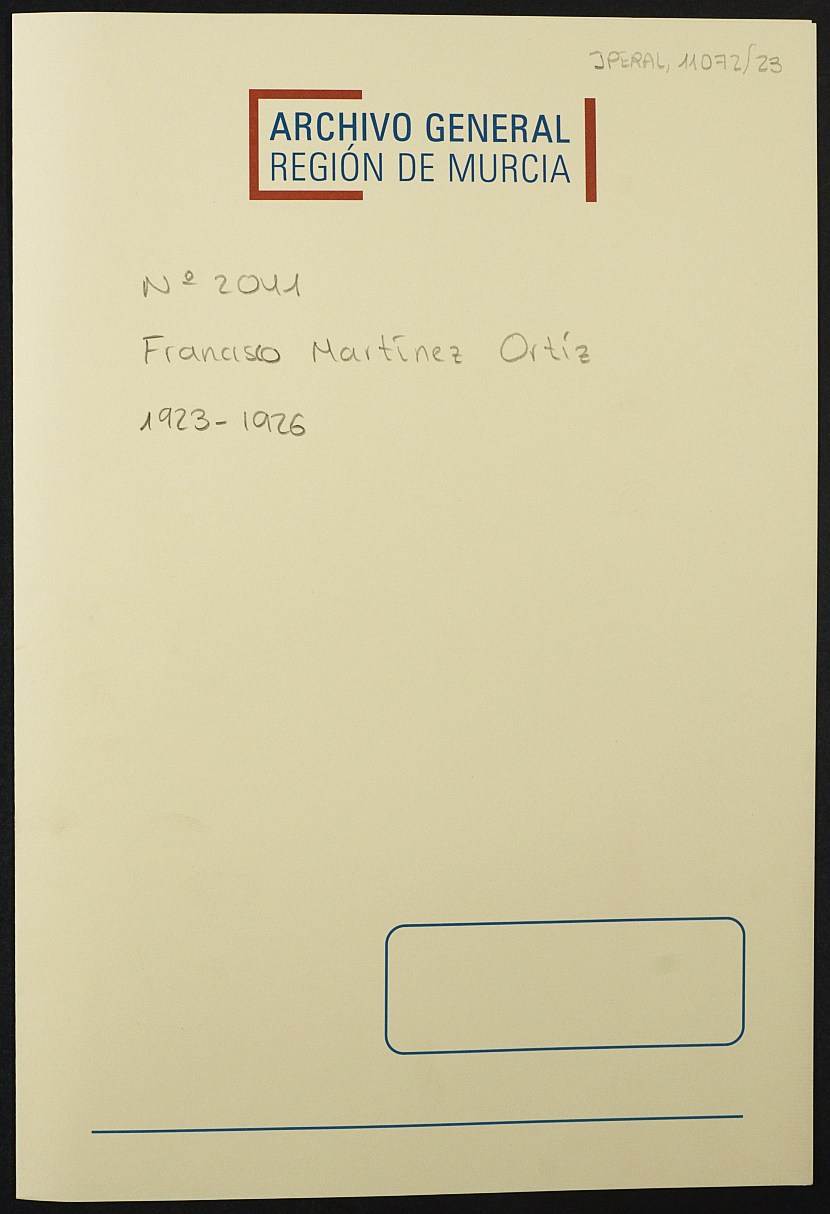 JPERAL, 11072/23
ARCHIVO GENERAL
REGIÓN DE MURCIA
Nº 2041
Francisco Martínez Ortíz
1923-1926